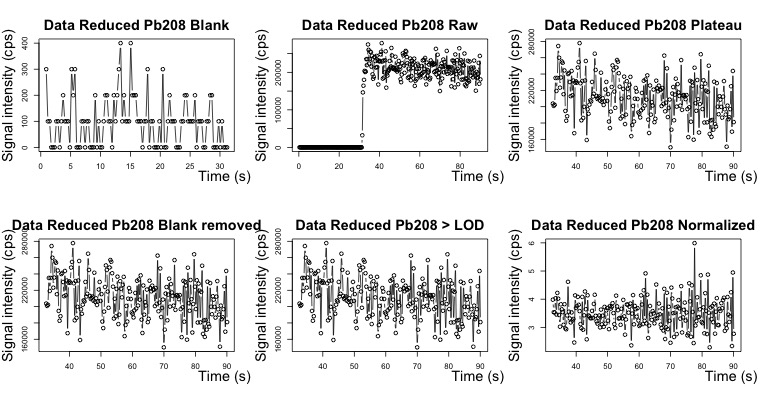 Data Reduced Pb208 Blank
Signal intensity (cps)
400
300
200
100
0
0 5 10 15 20 25 30
Time (s)
Data Reduced Pb208 Raw
Signal intensity (cps)
200000
100000
0
0 20 40 60 80
Time (s)
Data Reduced Pb208 Plateau
Signal intensity (cps)
280000
220000
160000
40 50 60 70 80 90
Time (s)
Data Reduced Pb208 Blank removed
Signal intensity (cps)
280000
220000
160000
40 50 60 70 80 90
Time (s)
Data Reduced Pb208 > LOD
Signal intensity (cps)
280000
220000
160000
40 50 60 70 80 90
Time (s)
Data Reduced Pb208 Normalized
Signal intensity (cps)
6
5
4
3
40 50 60 70 80 90
Time (s)